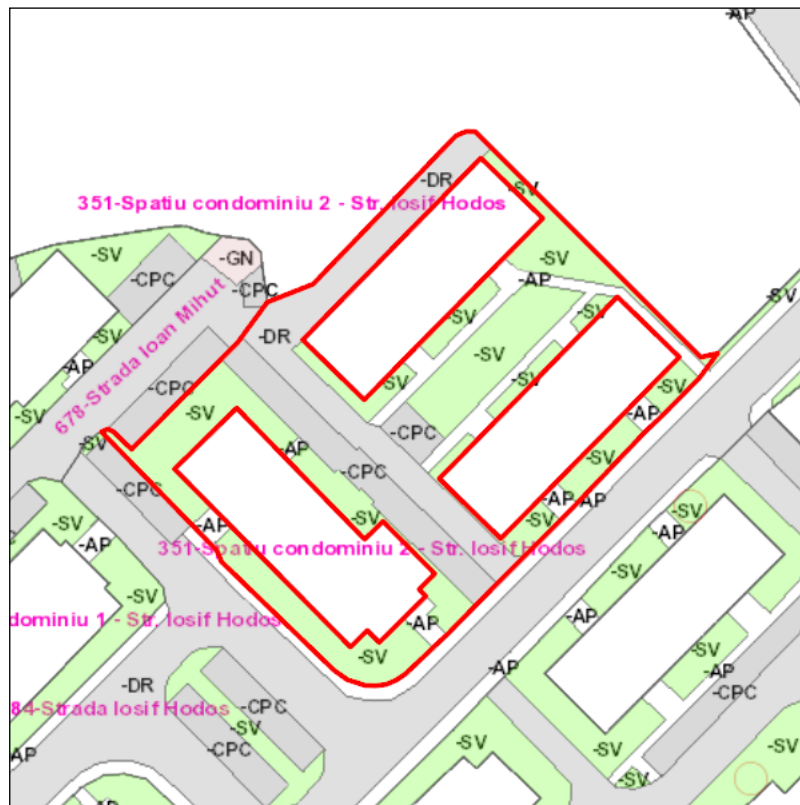 -AP
-DR
-SV
351-Spatiu condominiu 2 - Str. Iosif Hodos
-SV
-GN
-SV
-CPC
-AP
-CPC
-SV
-SV
-SV
-SV
-DR
-SV
-AP
678-Strada Ioan Mihut
-SV
-CPC
-SV
-SV
-SV
-SV
-AP
-CPC
-SV
-AP
-SV
-CPC
-CPC
-AP
-AP
-SV
-SV
-SV
-AP
-SV
-AP
-AP
351-Spatiu condominiu 2 - Str. Iosif Hodos
-SV
-SV
-SV
-AP
dominiu 1 - Str. Iosif Hodos
-AP
-SV
-SV
-AP
-AP
-DR
-CPC
-CPC
84-Strada Iosif Hodos
-SV
-SV
-SV
-SV
-CPC
AP
-SV
-AP